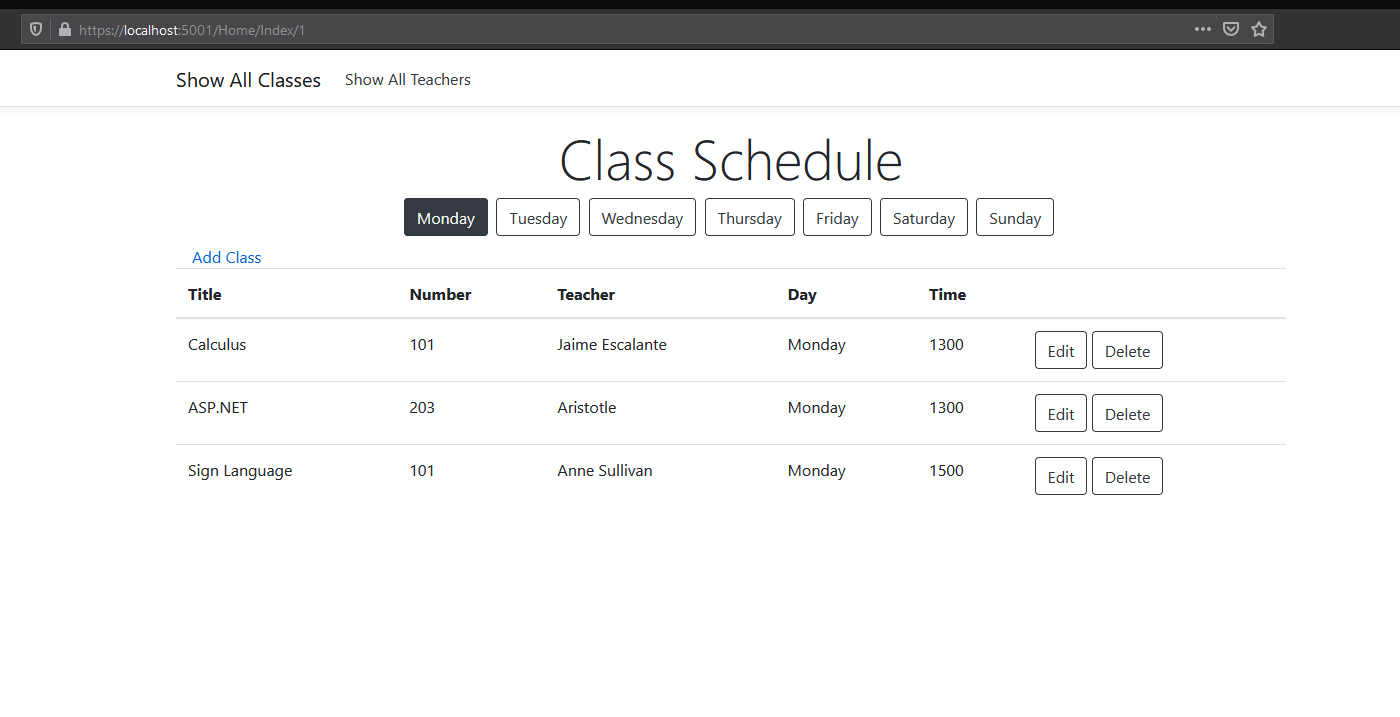 https://localhost:5001/Home/Index/1
Show All Classes Show All Teachers
Class Schedule
Monday Tuesday Wednesday Thursday Friday Saturday Sunday
Add Class
Title Number Teacher Day Time
Calculus 101 Jaime Escalante Monday 1300 Edit Delete
ASP.NET 203 Aristotle Monday 1300 Edit Delete
Sign Language 101 Anne Sullivan Monday 1500 Edit Delete